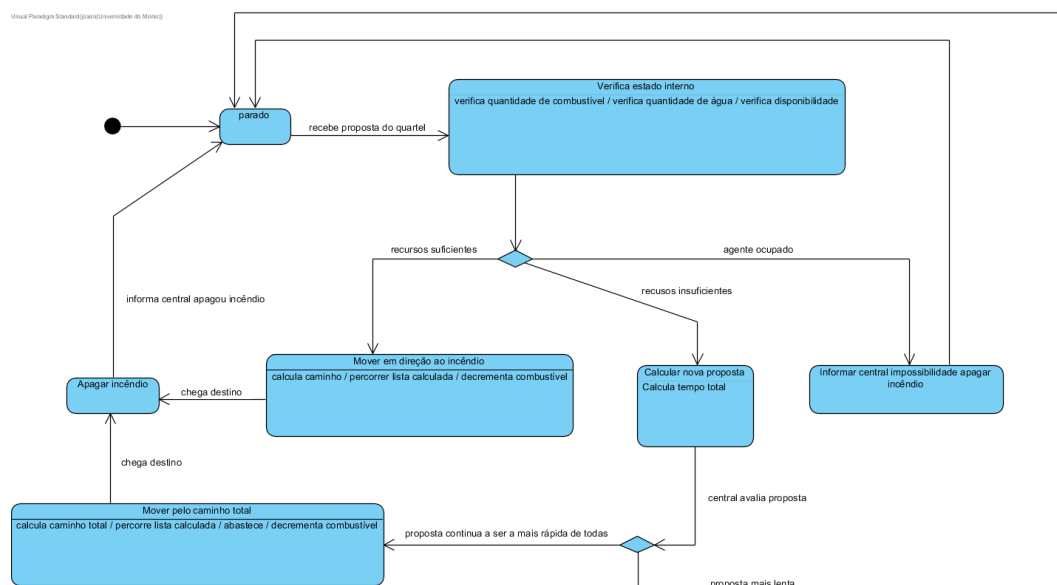 Visual Paradigm Standard(joaon(Universidade do Minho))
Verifica estado interno
verifica quantidade de combustível / verifica quantidade de água / verifica disponibilidade
parado
recebe proposta do quartel
recursos suficientes
agente ocupado
recusos insuficientes
informa central apagou incêndio
Mover em direção ao incêndio
calcula caminho / percorrer lista calculada / decrementa combustível
Calcular nova proposta
Calcula tempo total
Informar central impossibilidade apagar
incêndio
Apagar incêndio
chega destino
chega destino
central avalia proposta
Mover pelo caminho total
calcula caminho total / percorre lista calculada / abastece / decrementa combustível
proposta continua a ser a mais rápida de todas
proposta mais lenta